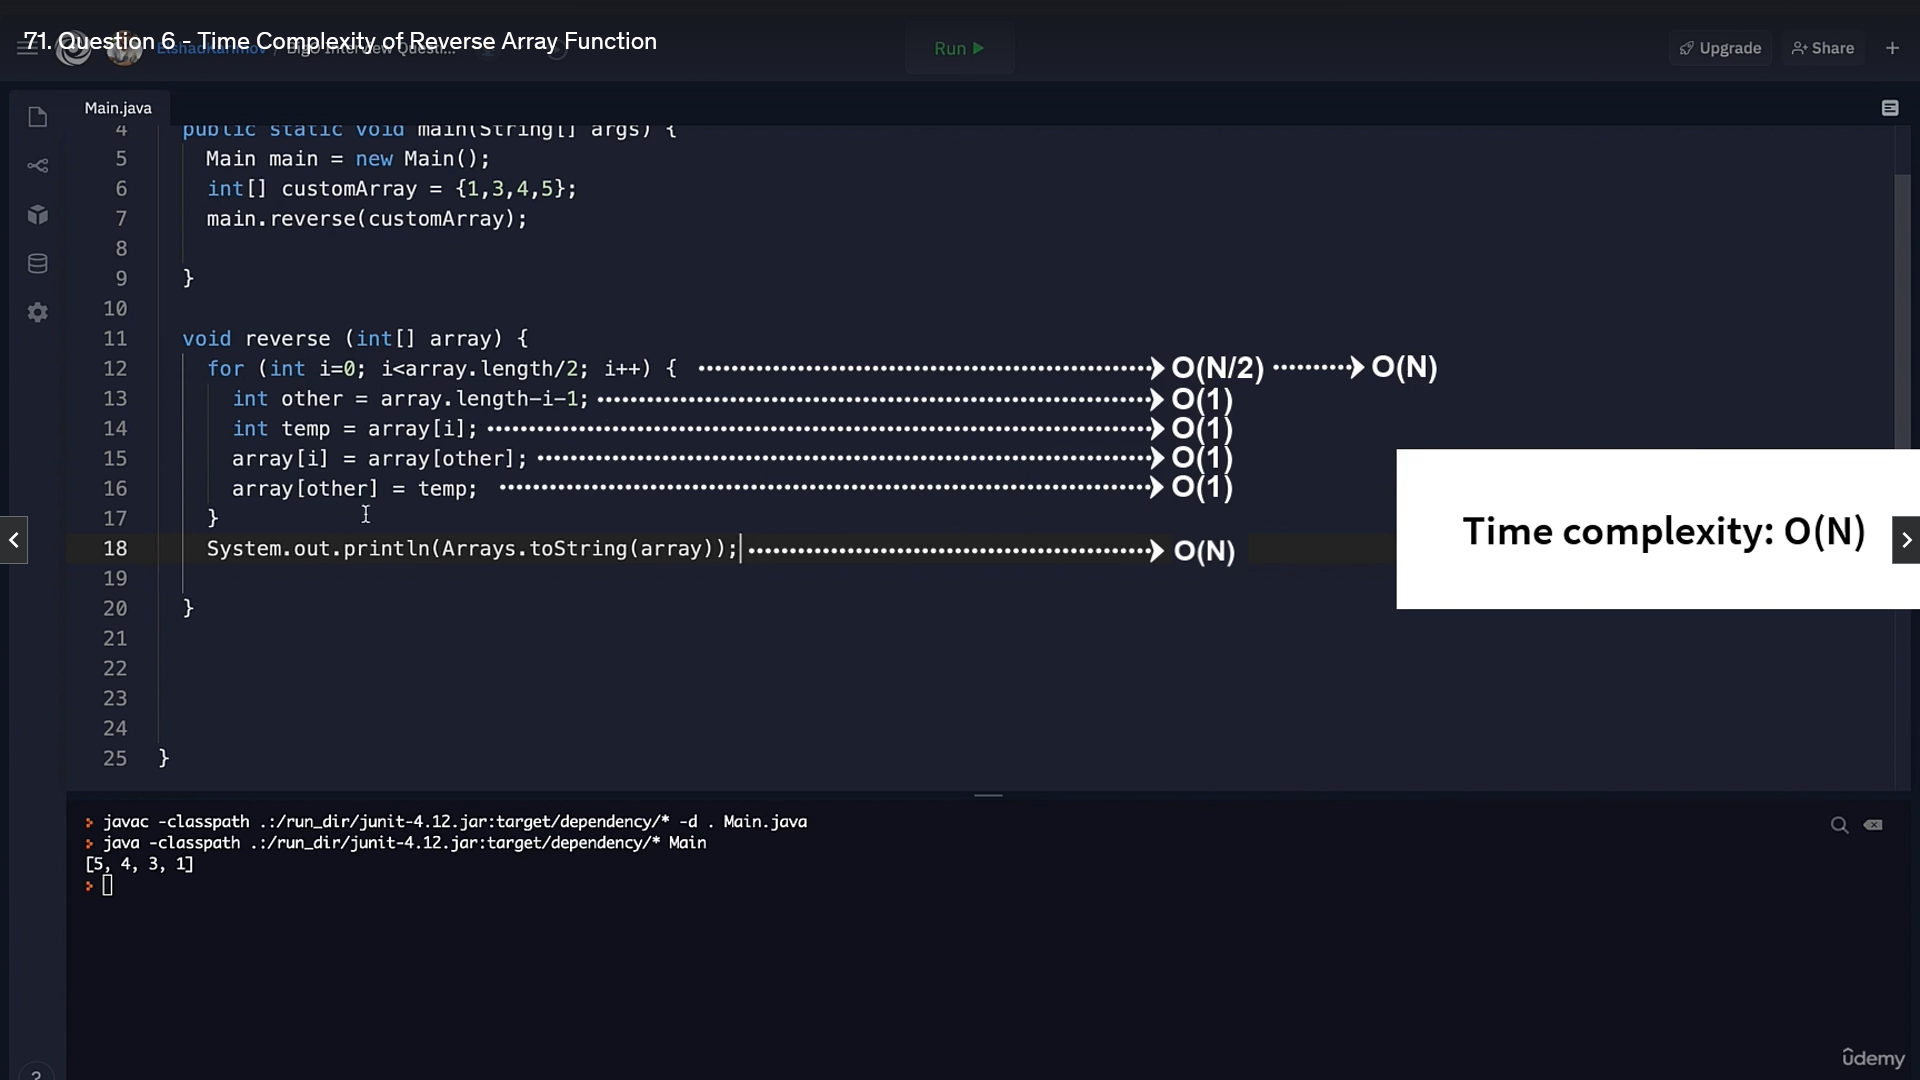 71. Question 6 - Time Complexity of Reverse Array Function
Run
Upgrade
Share
Main.java
4 public static void main(String[] args) {
5 Main main = new Main();
6 int[] customArray = {1,3,4,5};
7 main.reverse(customArray);
8
9 }
10
11 void reverse (int[] array) {
12 for (int i=0; i<array.length/2; i++) { O(N/2) O(N)
13 int other = array.length-i-1; O(1)
14 int temp = array[i]; O(1)
15 array[i] = array[other]; O(1)
16 array[other] = temp; O(1)
17 }
18 System.out.println(Arrays.toString(array)); O(N)
Time complexity: O(N)
19
20 }
21
22
23
24
25 }
> javac -classpath .:/run_dir/junit-4.12.jar:target/dependency/* -d . Main.java
> java -classpath .:/run_dir/junit-4.12.jar:target/dependency/* Main
[5, 4, 3, 1]
>
?
ûdemy